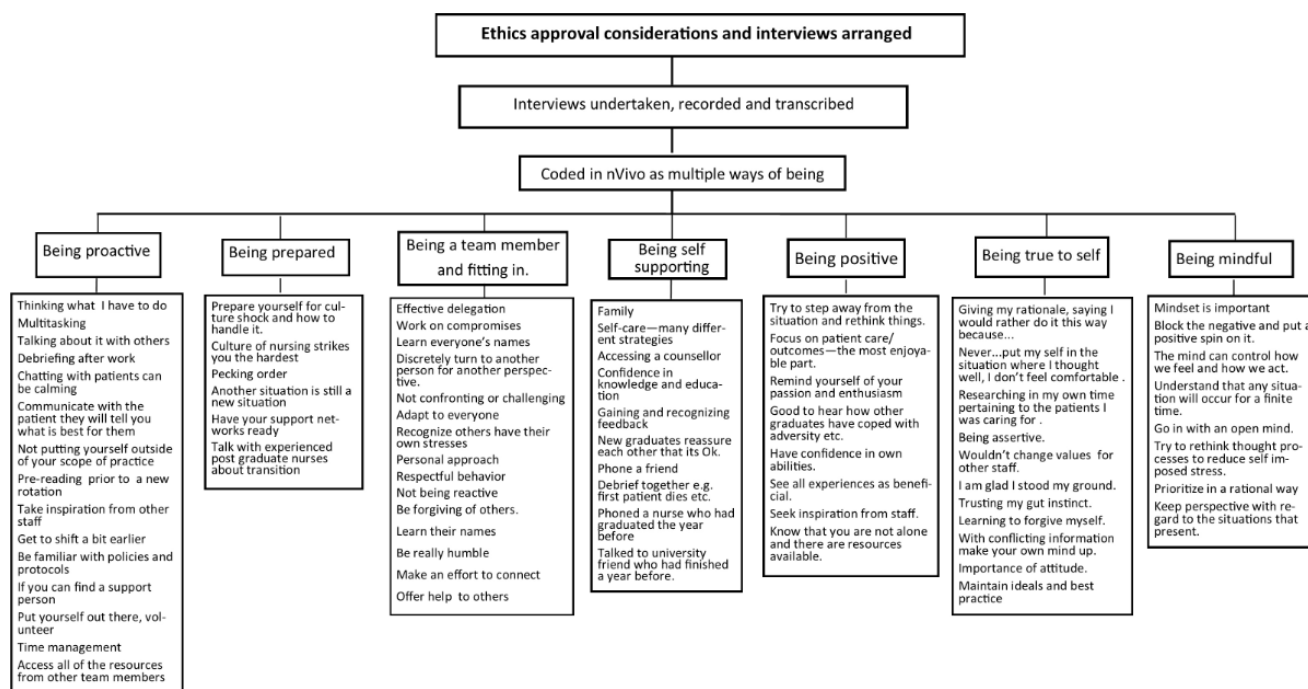 Ethics approval considerations and interviews arranged
Interviews undertaken, recorded and transcribed
Coded in nVivo as multiple ways of being
Being proactive
Thinking what I have to do
Multitasking
Talking about it with others
Debriefing after work
Chatting with patients can
be calming
Communicate with the
patient they will tell you
what is best for them
Not putting yourself outside
of your scope of practice
Pre-reading prior to a new
rotation
Take inspiration from other
staff
Get to shift a bit earlier
Be familiar with policies and
protocols
If you can find a support
person
Put yourself out there, vol-
unteer
Time management
Access all of the resources
from other team members
Being prepared
Prepare yourself for cul-
ture shock and how to
handle it.
Culture of nursing strikes
you the hardest
Pecking order
Another situation is still a
new situation
Have your support net-
works ready
Talk with experienced
post graduate nurses
about transition
Being a team member
and fitting in.
Effective delegation
Work on compromises
Learn everyone's names
Discretely turn to another
person for another perspec-
tive.
Not confronting or challenging
Adapt to everyone
Recognize others have their
own stresses
Personal approach
Respectful behavior
Not being reactive
Be forgiving of others.
Learn their names
Be really humble
Make an effort to connect
Offer help to others
Being self
supporting
Family
Self-care—many differ-
ent strategies
Accessing a counsellor
Confidence in
knowledge and educa-
tion
Gaining and recognizing
feedback
New graduates reassure
each other that its Ok.
Phone a friend
Debrief together e.g.
first patient dies etc.
Phoned a nurse who had
graduated the year
before
Talked to university
friend who had finished
a year before.
Being positive
Try to step away from the
situation and rethink things.
Focus on patient care/
outcomes—the most enjoya-
ble part.
Remind yourself of your
passion and enthusiasm
Good to hear how other
graduates have coped with
adversity etc.
Have confidence in own
abilities.
See all experiences as benefi-
cial.
Seek inspiration from staff.
Know that you are not alone
and there are resources
available.
Being true to self
Giving my rationale, saying I
would rather do it this way
because...
Never...put my self in the
situation where I thought
well, I don't feel comfortable .
Researching in my own time
pertaining to the patients I
was caring for .
Being assertive.
Wouldn't change values for
other staff.
I am glad I stood my ground.
Trusting my gut instinct.
Learning to forgive myself.
With conflicting information
make your own mind up.
Importance of attitude.
Maintain ideals and best
practice
Being mindful
Mindset is important
Block the negative and put a
positive spin on it.
The mind can control how
we feel and how we act.
Understand that any situa-
tion will occur for a finite
time.
Go in with an open mind.
Try to rethink thought pro-
cesses to reduce self im-
posed stress.
Prioritize in a rational way
Keep perspective with re-
gard to the situations that
present.